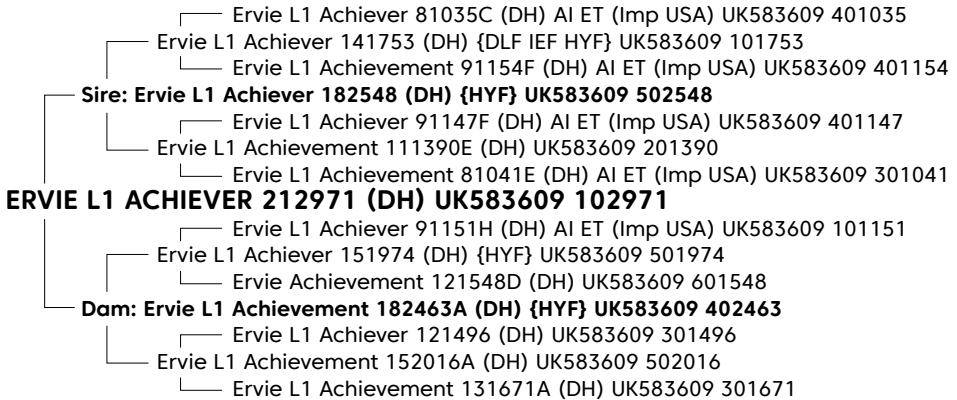 Ervie L1 Achiever 81035C (DH) AI ET (Imp USA) UK583609 401035
Ervie L1 Achiever 141753 (DH) {DLF IEF HYF} UK583609 101753
Ervie L1 Achievement 91154F (DH) AI ET (Imp USA) UK583609 401154
Sire: Ervie L1 Achiever 182548 (DH) {HYF} UK583609 502548
Ervie L1 Achiever 91147F (DH) AI ET (Imp USA) UK583609 401147
Ervie L1 Achievement 111390E (DH) UK583609 201390
Ervie L1 Achievement 81041E (DH) AI ET (Imp USA) UK583609 301041
ERVIE L1 ACHIEVER 212971 (DH) UK583609 102971
Ervie L1 Achiever 91151H (DH) AI ET (Imp USA) UK583609 101151
Ervie L1 Achiever 151974 (DH) {HYF} UK583609 501974
Ervie Achievement 121548D (DH) UK583609 601548
Dam: Ervie L1 Achievement 182463A (DH) {HYF} UK583609 402463
Ervie L1 Achiever 121496 (DH) UK583609 301496
Ervie L1 Achievement 152016A (DH) UK583609 502016
Ervie L1 Achievement 131671A (DH) UK583609 301671